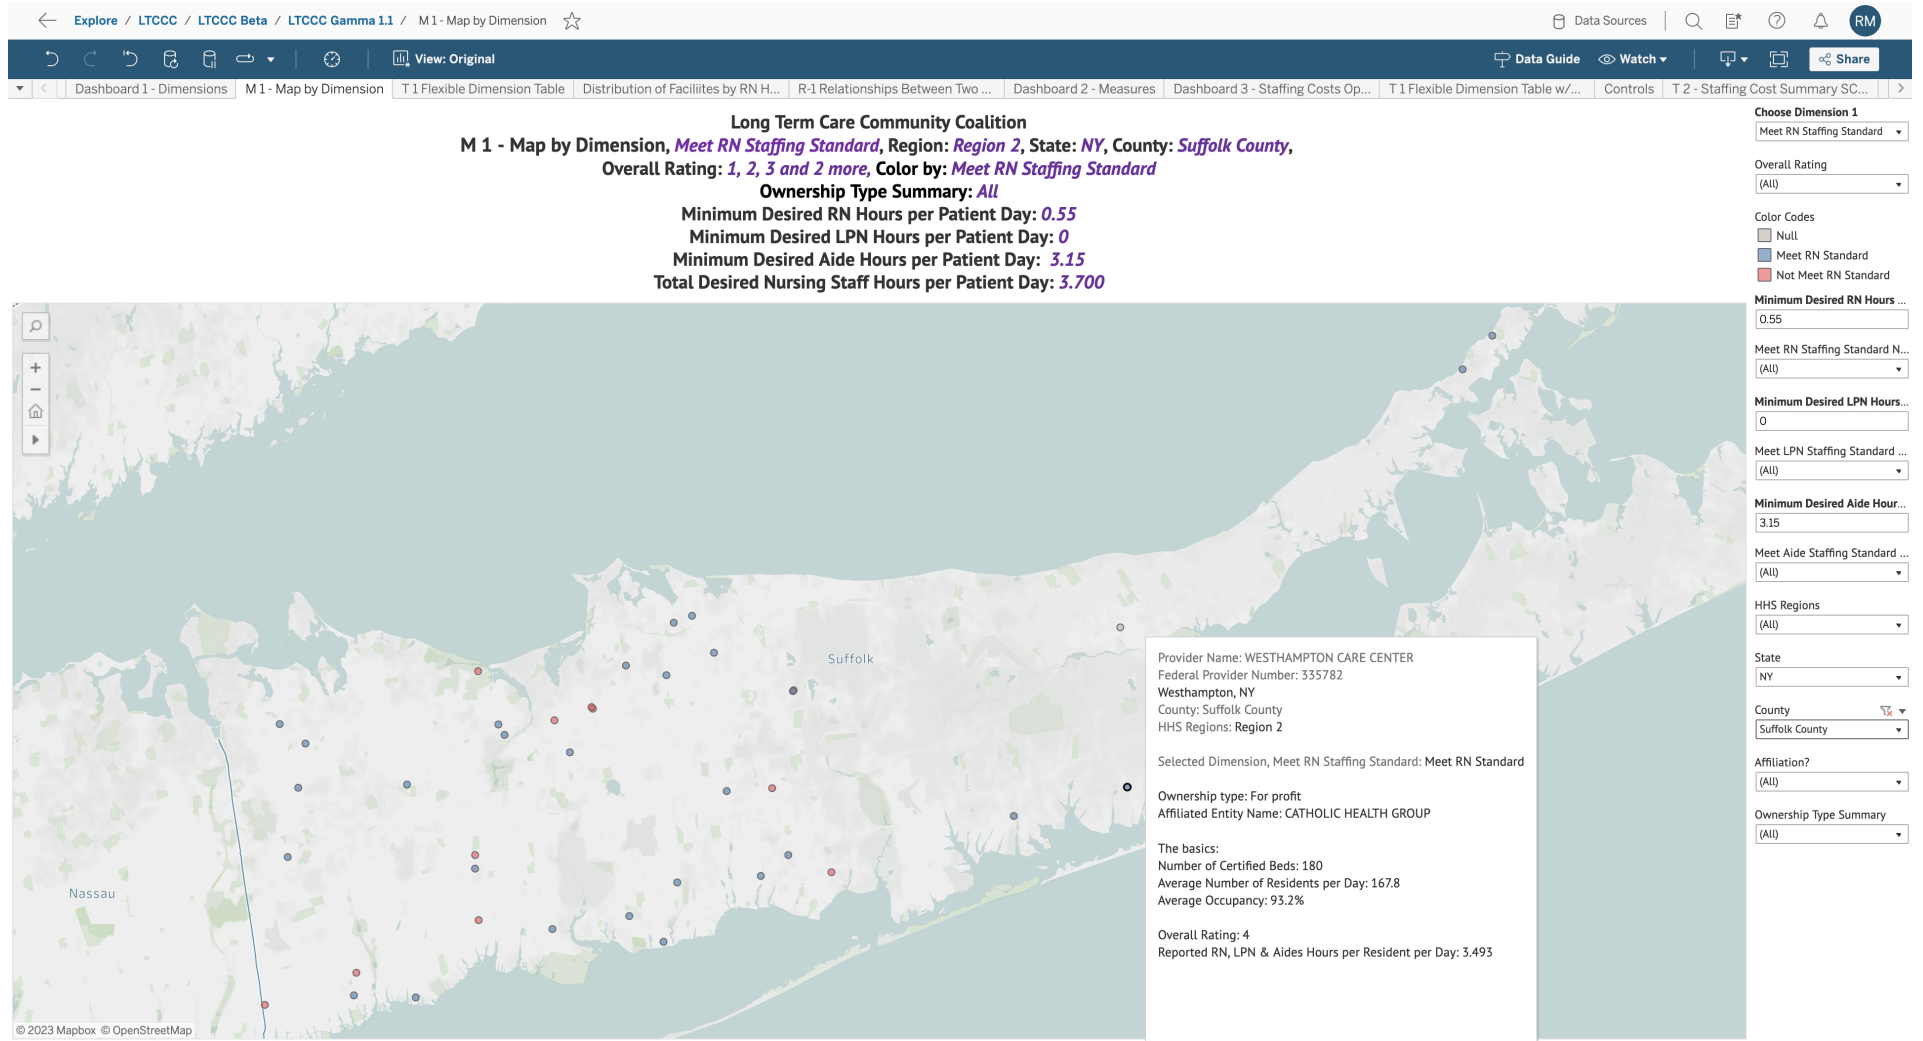 Explore / LTCCC / LTCCC Beta / LTCCC Gamma 1.1 / M 1 - Map by Dimension
Data Sources
RM
View: Original
Data Guide
Watch
Share
Dashboard 1 - Dimensions
M 1 - Map by Dimension
T 1 Flexible Dimension Table
Distribution of Faciliites by RN H...
R-1 Relationships Between Two ...
Dashboard 2 - Measures
Dashboard 3 - Staffing Costs Op...
T 1 Flexible Dimension Table w/...
Controls
T 2 - Staffing Cost Summary SC...
Long Term Care Community Coalition
M 1 - Map by Dimension, Meet RN Staffing Standard, Region: Region 2, State: NY, County: Suffolk County,
Overall Rating: 1, 2, 3 and 2 more, Color by: Meet RN Staffing Standard
Ownership Type Summary: All
Minimum Desired RN Hours per Patient Day: 0.55
Minimum Desired LPN Hours per Patient Day: 0
Minimum Desired Aide Hours per Patient Day: 3.15
Total Desired Nursing Staff Hours per Patient Day: 3.700
Suffolk
Nassau
Provider Name: WESTHAMPTON CARE CENTER
Federal Provider Number: 335782
Westhampton, NY
County: Suffolk County
HHS Regions: Region 2
Selected Dimension, Meet RN Staffing Standard: Meet RN Standard
Ownership type: For profit
Affiliated Entity Name: CATHOLIC HEALTH GROUP
The basics:
Number of Certified Beds: 180
Average Number of Residents per Day: 167.8
Average Occupancy: 93.2%
Overall Rating: 4
Reported RN, LPN & Aides Hours per Resident per Day: 3.493
© 2023 Mapbox © OpenStreetMap
Choose Dimension 1
Meet RN Staffing Standard
Overall Rating
(All)
Color Codes
Null
Meet RN Standard
Not Meet RN Standard
Minimum Desired RN Hours ...
0.55
Meet RN Staffing Standard N...
(All)
Minimum Desired LPN Hours...
0
Meet LPN Staffing Standard ...
(All)
Minimum Desired Aide Hour...
3.15
Meet Aide Staffing Standard ...
(All)
HHS Regions
(All)
State
NY
County
Suffolk County
Affiliation?
(All)
Ownership Type Summary
(All)